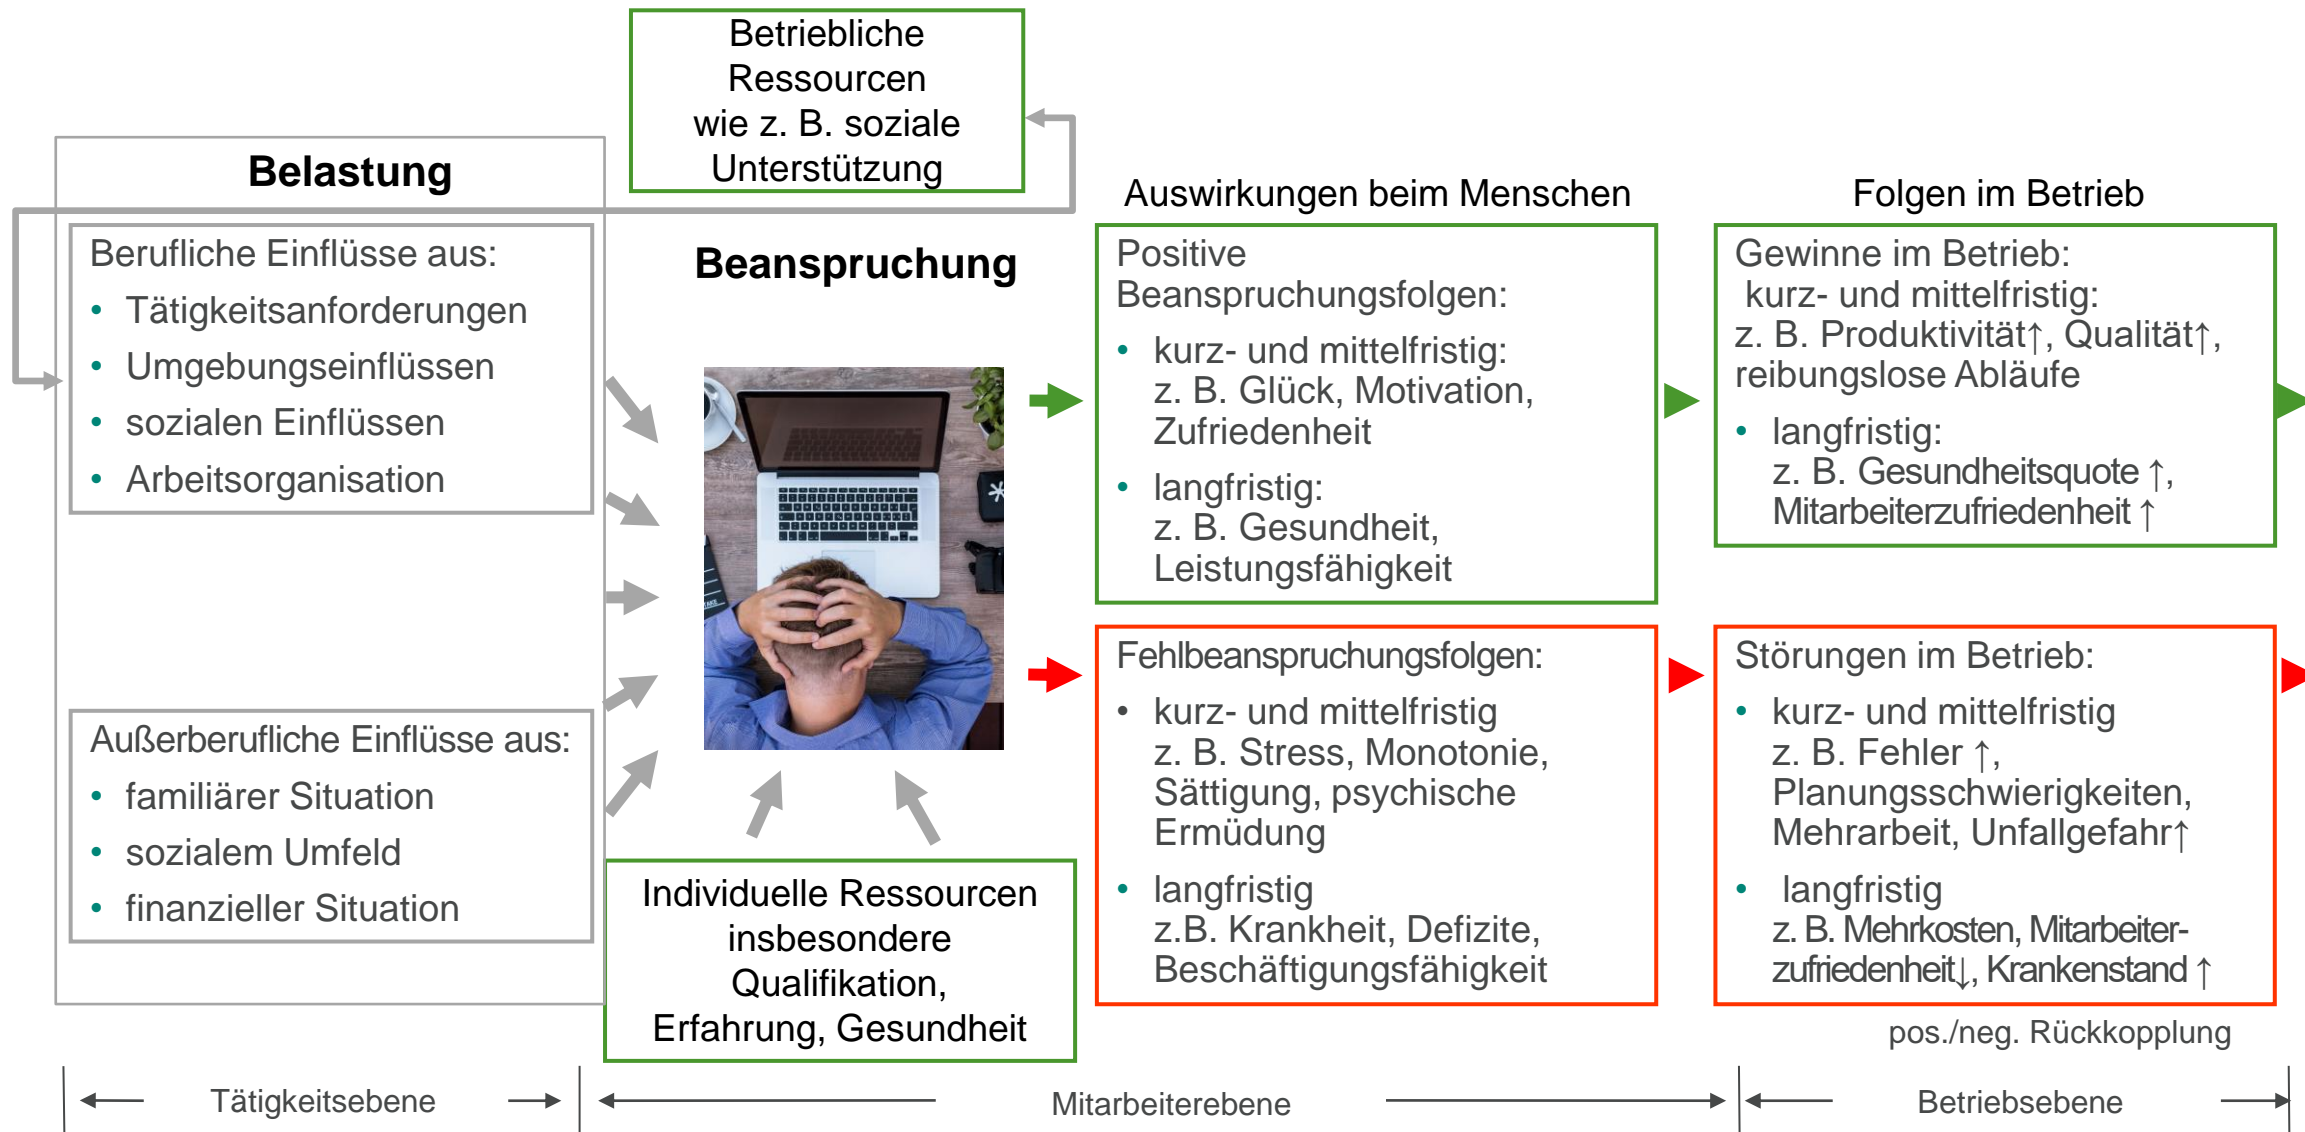 Betriebliche
Ressourcen
wie z. B. soziale
Unterstützung
Belastung
Berufliche Einflüsse aus:
• Tätigkeitsanforderungen
• Umgebungseinflüssen
• sozialen Einflüssen
• Arbeitsorganisation
Außerberufliche Einflüsse aus:
• familiärer Situation
• sozialem Umfeld
• finanzieller Situation
Beanspruchung
Individuelle Ressourcen
insbesondere
Qualifikation,
Erfahrung, Gesundheit
Auswirkungen beim Menschen
Positive
Beanspruchungsfolgen:
• kurz- und mittelfristig:
z. B. Glück, Motivation,
Zufriedenheit
• langfristig:
z. B. Gesundheit,
Leistungsfähigkeit
Fehlbeanspruchungsfolgen:
• kurz- und mittelfristig
z. B. Stress, Monotonie,
Sättigung, psychische
Ermüdung
• langfristig
z.B. Krankheit, Defizite,
Beschäftigungsfähigkeit
Folgen im Betrieb
Gewinne im Betrieb:
kurz- und mittelfristig:
z. B. Produktivität↑, Qualität↑,
reibungslose Abläufe
• langfristig:
z. B. Gesundheitsquote ↑,
Mitarbeiterzufriedenheit ↑
Störungen im Betrieb:
• kurz- und mittelfristig
z. B. Fehler ↑,
Planungsschwierigkeiten,
Mehrarbeit, Unfallgefahr↑
• langfristig
z. B. Mehrkosten, Mitarbeiter-
zufriedenheit↓, Krankenstand ↑
pos./neg. Rückkopplung
Tätigkeitsebene
Mitarbeiterebene
Betriebsebene